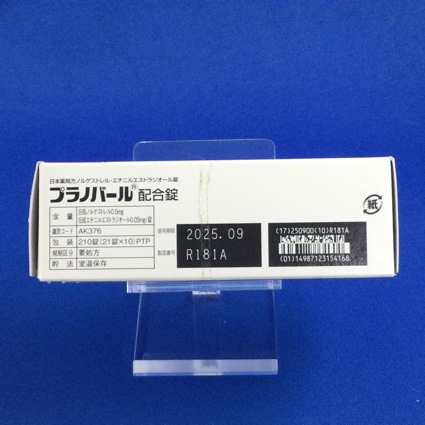 日本薬局方ノルゲストレル・エチニルエストラジオール錠
プラノバール® 配合錠
含 量 日局ノルゲストレル0.5mg
日局エチニルエストラジオール0.05mg/錠
識別コード AK376
包 装 210錠(21錠×10)PTP
規制区分 要処方
貯 法 室温保存
使用期限 2025.09
製造番号 R181A
(17)250900(10)R181A
(01)14987123154168
紙